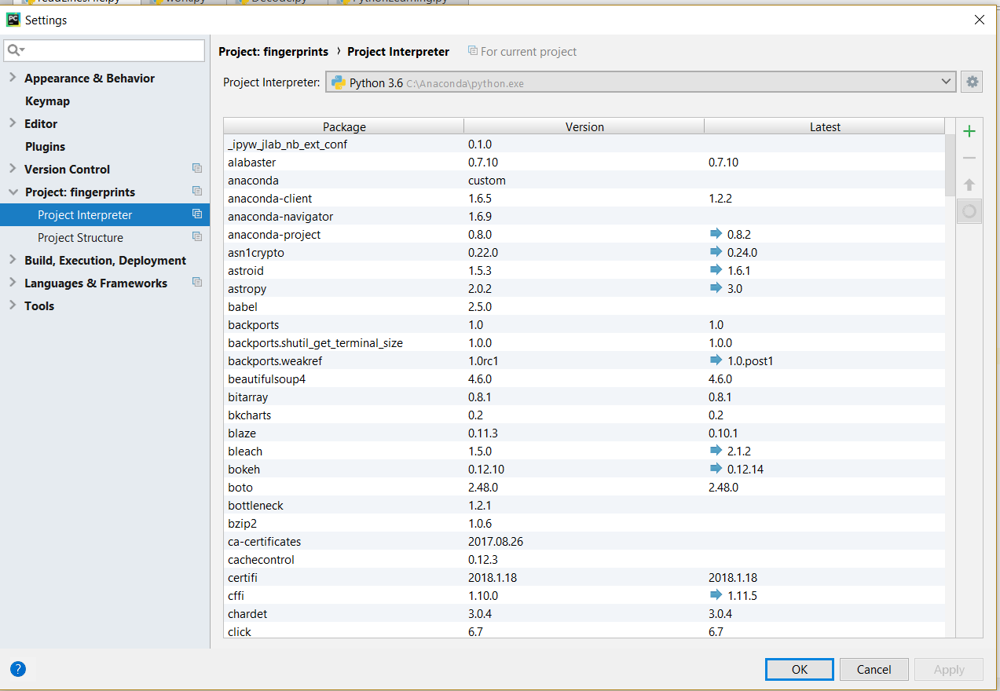 readLinesFile.py work.py Decode.py PythonLearning.py
PC Settings
Project: fingerprints › Project Interpreter For current project
Project Interpreter: Python 3.6 C:\Anaconda\python.exe
Appearance & Behavior
Keymap
Editor
Plugins
Version Control
Project: fingerprints
Project Interpreter
Project Structure
Build, Execution, Deployment
Languages & Frameworks
Tools
Package Version Latest
_ipyw_jlab_nb_ext_conf 0.1.0
alabaster 0.7.10 0.7.10
anaconda custom
anaconda-client 1.6.5 1.2.2
anaconda-navigator 1.6.9
anaconda-project 0.8.0 0.8.2
asn1crypto 0.22.0 0.24.0
astroid 1.5.3 1.6.1
astropy 2.0.2 3.0
babel 2.5.0
backports 1.0 1.0
backports.shutil_get_terminal_size 1.0.0 1.0.0
backports.weakref 1.0rc1 1.0.post1
beautifulsoup4 4.6.0 4.6.0
bitarray 0.8.1 0.8.1
bkcharts 0.2 0.2
blaze 0.11.3 0.10.1
bleach 1.5.0 2.1.2
bokeh 0.12.10 0.12.14
boto 2.48.0 2.48.0
bottleneck 1.2.1
bzip2 1.0.6
ca-certificates 2017.08.26
cachecontrol 0.12.3
certifi 2018.1.18 2018.1.18
cffi 1.10.0 1.11.5
chardet 3.0.4 3.0.4
click 6.7 6.7
? OK Cancel Apply